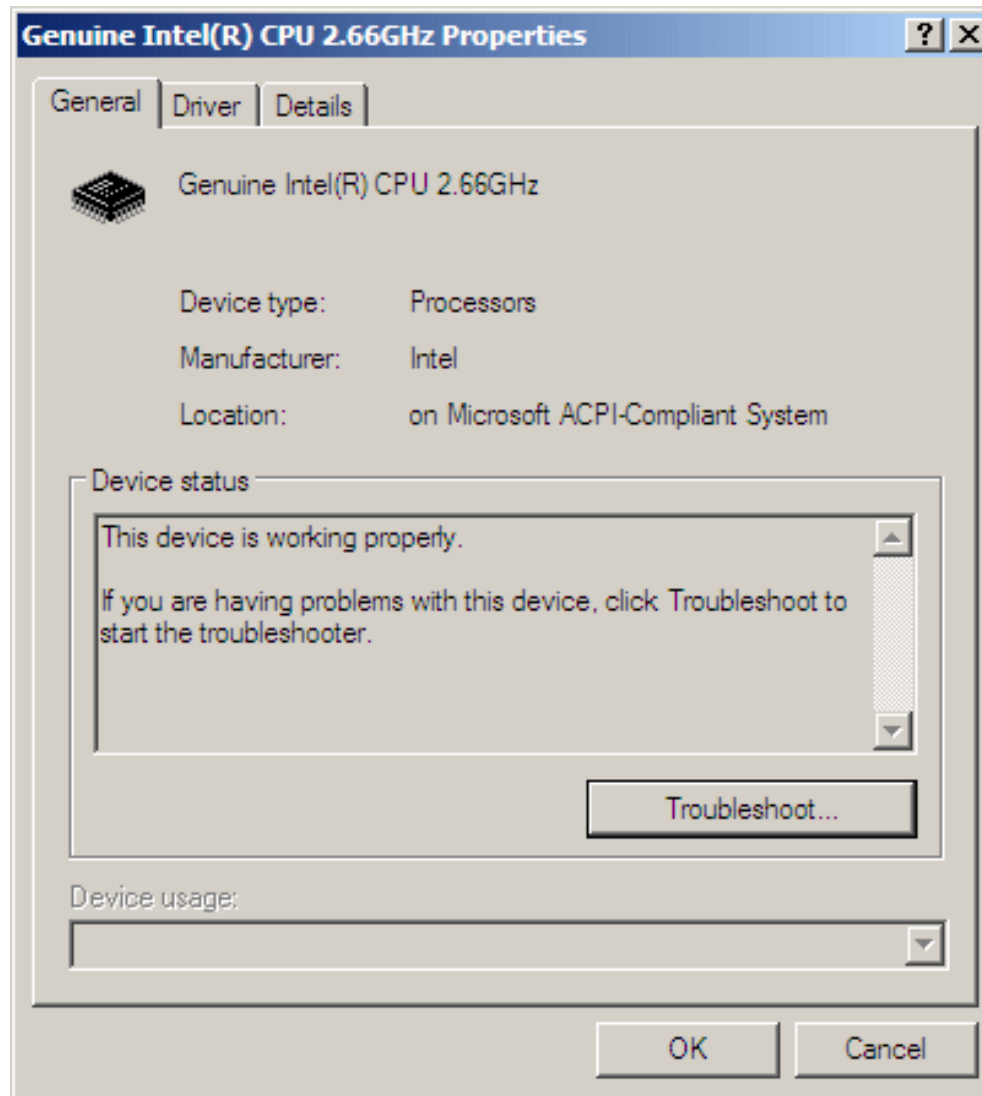 Genuine Intel(R) CPU 2.66GHz Properties
General Driver Details
Genuine Intel(R) CPU 2.66GHz
Device type: Processors
Manufacturer: Intel
Location: on Microsoft ACPI-Compliant System
Device status
This device is working properly.
If you are having problems with this device, click Troubleshoot to
start the troubleshooter.
Troubleshoot...
Device usage:
OK Cancel